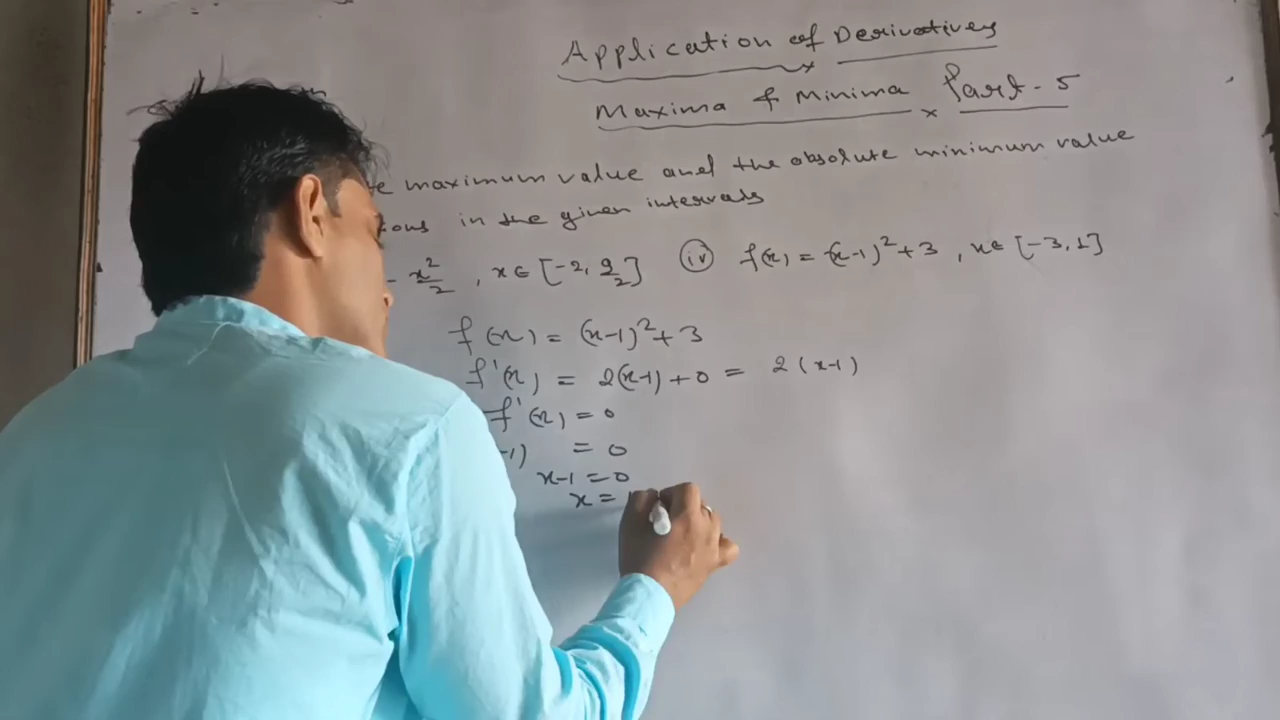 Application of Derivatives
Maxima & Minima Part - 5
maximum value and the absolute minimum value
in the given intervals
- x²/2 , x ∈ [-2, 9/2] (iv) f(x) = (x-1)² + 3 , x ∈ [-3, 1]
f(x) = (x-1)² + 3
f'(x) = 2(x-1) + 0 = 2(x-1)
f'(x) = 0
-1) = 0
x-1 = 0
x =